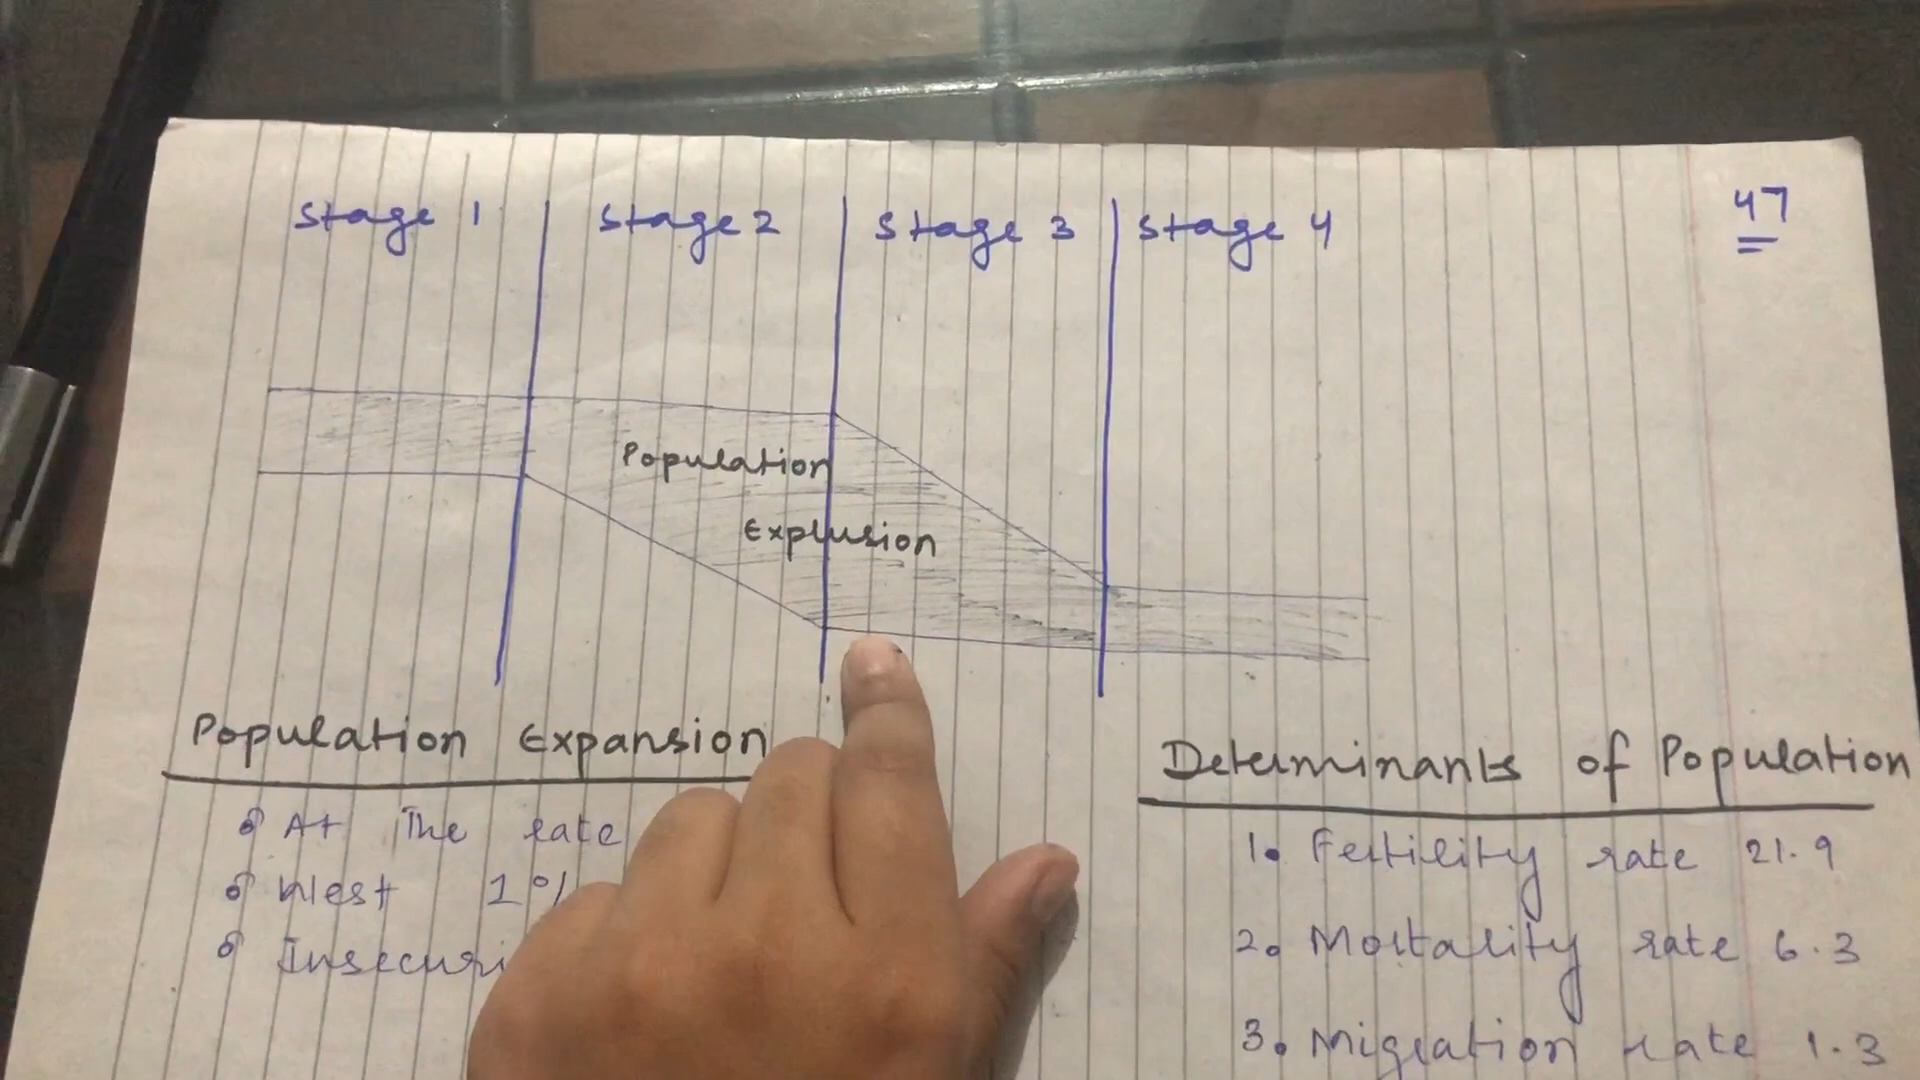 47
Stage 1 Stage 2 Stage 3 Stage 4
Population
Explusion
Population Expansion
At The rate
West 1%
Determinants of Population
1. Fertility rate 21.9
2. Mortality rate 6.3
3. Migration rate 1.3